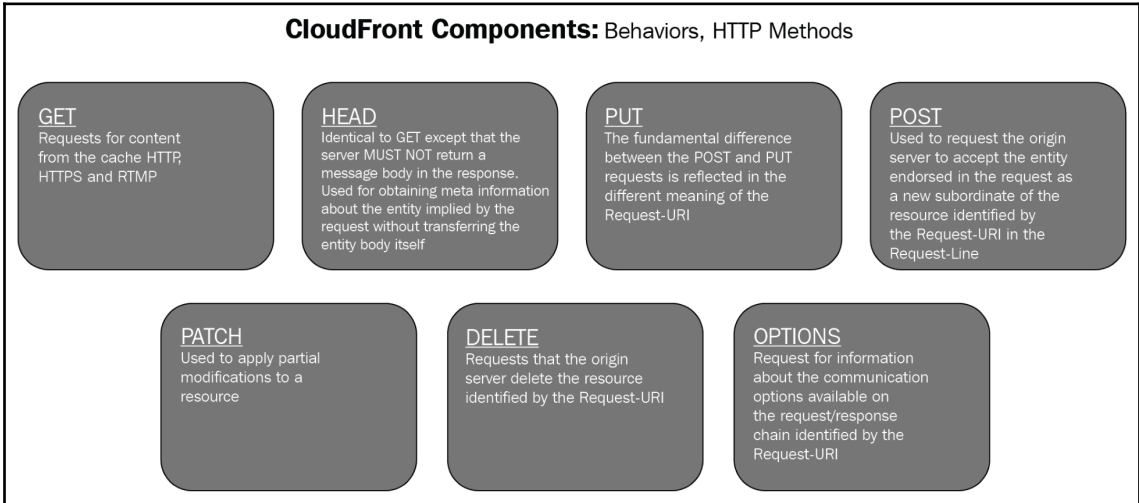 CloudFront Components: Behaviors, HTTP Methods
GET
Requests for content
from the cache HTTP,
HTTPS and RTMP
HEAD
Identical to GET except that the
server MUST NOT return a
message body in the response.
Used for obtaining meta information
about the entity implied by the
request without transferring the
entity body itself
PUT
The fundamental difference
between the POST and PUT
requests is reflected in the
different meaning of the
Request-URI
POST
Used to request the origin
server to accept the entity
endorsed in the request as
a new subordinate of the
resource identified by
the Request-URI in the
Request-Line
PATCH
Used to apply partial
modifications to a
resource
DELETE
Requests that the origin
server delete the resource
identified by the Request-URI
OPTIONS
Request for information
about the communication
options available on
the request/response
chain identified by the
Request-URI